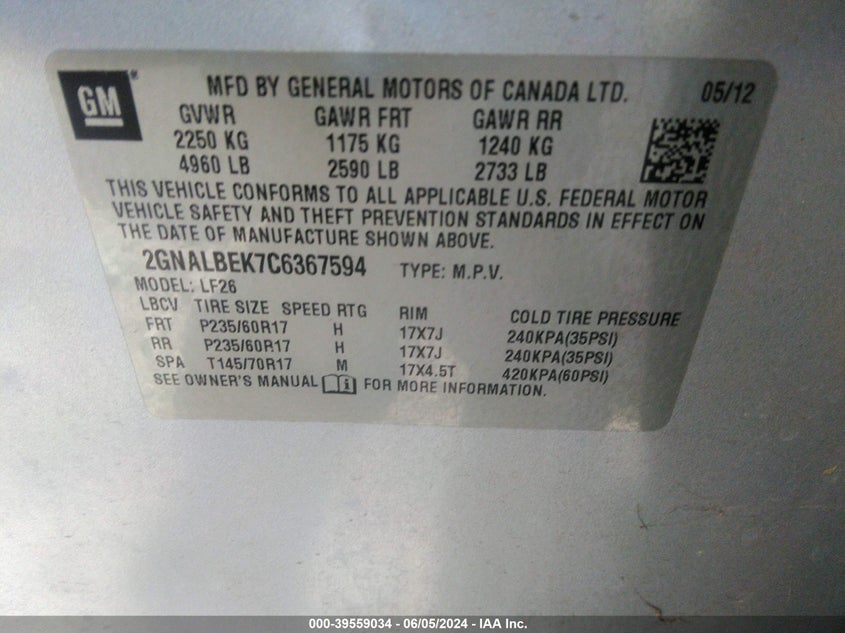 GM
MFD BY GENERAL MOTORS OF CANADA LTD. 05/12
GVWR GAWR FRT GAWR RR
2250 KG 1175 KG 1240 KG
4960 LB 2590 LB 2733 LB
THIS VEHICLE CONFORMS TO ALL APPLICABLE U.S. FEDERAL MOTOR
VEHICLE SAFETY AND THEFT PREVENTION STANDARDS IN EFFECT ON
THE DATE OF MANUFACTURE SHOWN ABOVE.
2GNALBEK7C6367594 TYPE: M.P.V.
MODEL: LF26
LBCV TIRE SIZE SPEED RTG RIM COLD TIRE PRESSURE
FRT P235/60R17 H 17X7J 240KPA(35PSI)
RR P235/60R17 H 17X7J 240KPA(35PSI)
SPA T145/70R17 M 17X4.5T 420KPA(60PSI)
SEE OWNER'S MANUAL FOR MORE INFORMATION.
000-39559034 - 06/05/2024 - IAA Inc.